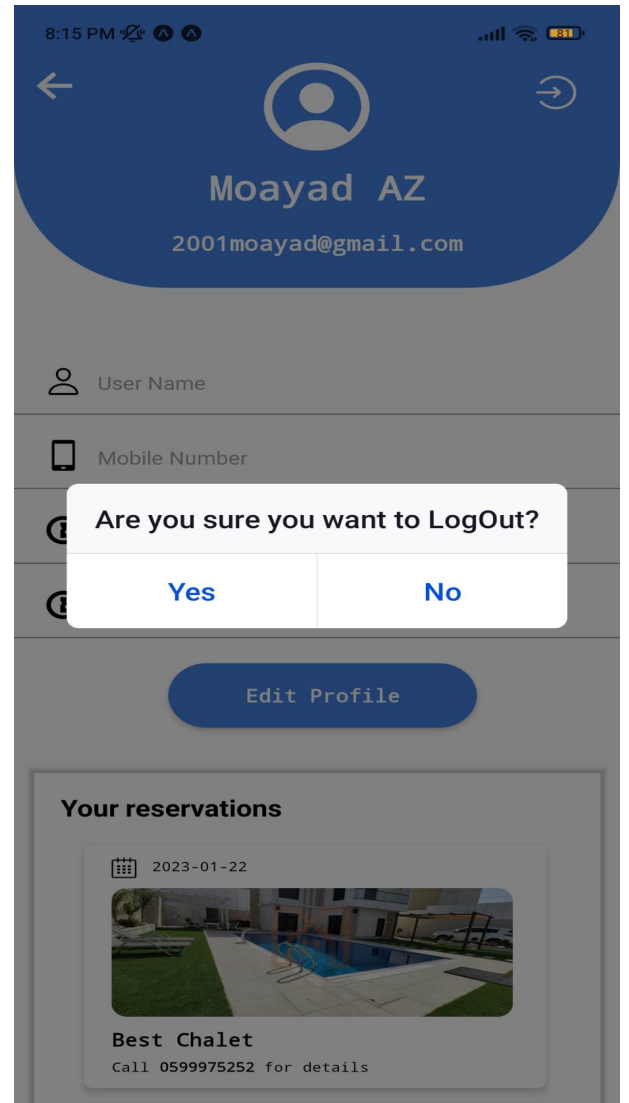 8:15 PM
81
Moayad AZ
2001moayad@gmail.com
User Name
Mobile Number
Are you sure you want to LogOut?
Yes No
Edit Profile
Your reservations
2023-01-22
Best Chalet
Call 0599975252 for details